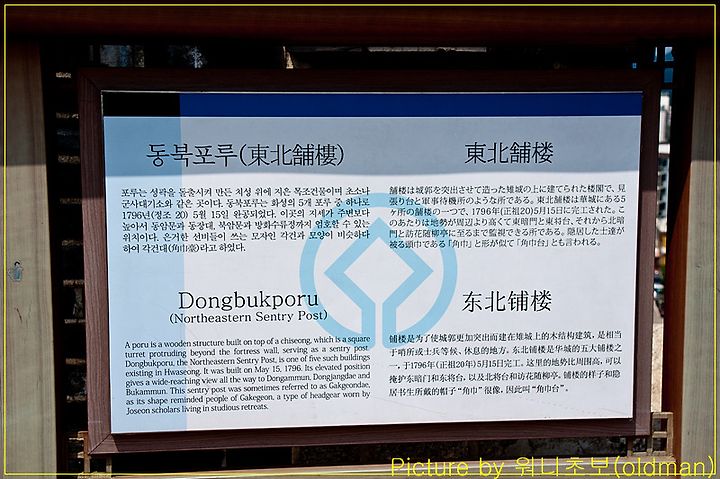 동북포루(東北舖樓)
포루는 성곽을 돌출시켜 만든 치성 위에 지은 목조건물이며 초소나
군사대기소와 같은 곳이다. 동북포루는 화성의 5개 포루 중 하나로
1796년(정조 20) 5월 15일 완공되었다. 이곳의 지세가 주변보다
높아서 동암문과 동장대, 북암문과 방화수류정까지 엄호할 수 있는
위치이다. 은거한 선비들이 쓰는 모자인 각건과 모양이 비슷하다
하여 각건대(角巾臺)라고 하였다.
東北舗楼
舗楼は城郭を突出させて造った雉城の上に建てられた楼閣で、見
張り台と軍事待機所のような所である。東北舗楼は華城にある5
ヶ所の舗楼の一つで、1796年(正祖20)5月15日に完工された。こ
のあたりは地勢が周辺より高くて東暗門と東将台、それから北暗
門と訪花随柳亭に至るまで監視できる所である。隠居した士達が
被る頭巾である「角巾」と形が似て「角巾台」とも言われる。
Dongbukporu
(Northeastern Sentry Post)
A poru is a wooden structure built on top of a chiseong, which is a square
turret protruding beyond the fortress wall, serving as a sentry post.
Dongbukporu, the Northeastern Sentry Post, is one of five such buildings
existing in Hwaseong. It was built on May 15, 1796. Its elevated position
gives a wide-reaching view all the way to Dongammun, Dongjangdae and
Bukammun. This sentry post was sometimes referred to as Gakgeondae,
as its shape reminded people of Gakegeon, a type of headgear worn by
Joseon scholars living in studious retreats.
东北铺楼
铺楼是为了使城郭更加突出而建在雉城上的木结构建筑，是相当
于哨所或士兵等候、休息的地方。东北铺楼是华城的五大铺楼之
一，于1796年(正祖20年)5月15日完工。这里的地势比周围高，可以
掩护东暗门和东将台，以及北将台和访花随柳亭。铺楼的样子和隐
居书生所戴的帽子“角巾”很像，因此叫“角巾台”。
Picture by 워니초보(oldman)